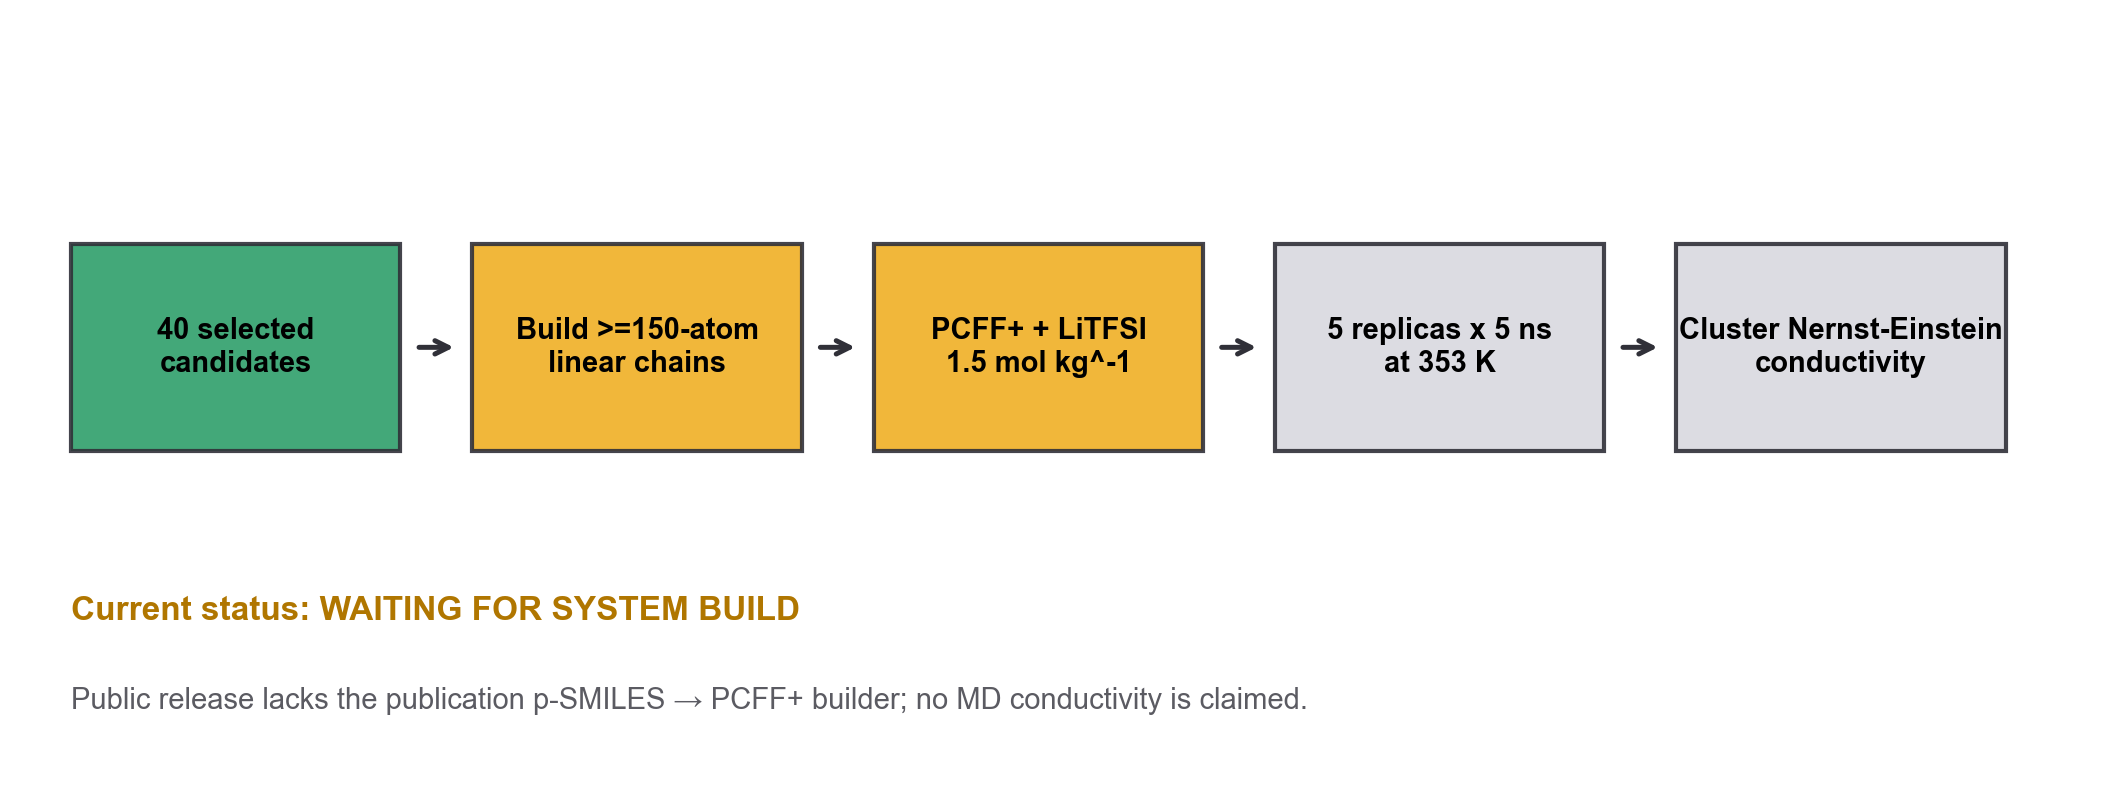 40 selected
candidates
Build >=150-atom
linear chains
PCFF+ + LiTFSI
1.5 mol kg^-1
5 replicas x 5 ns
at 353 K
Cluster Nernst-Einstein
conductivity
Current status: WAITING FOR SYSTEM BUILD
Public release lacks the publication p-SMILES → PCFF+ builder; no MD conductivity is claimed.